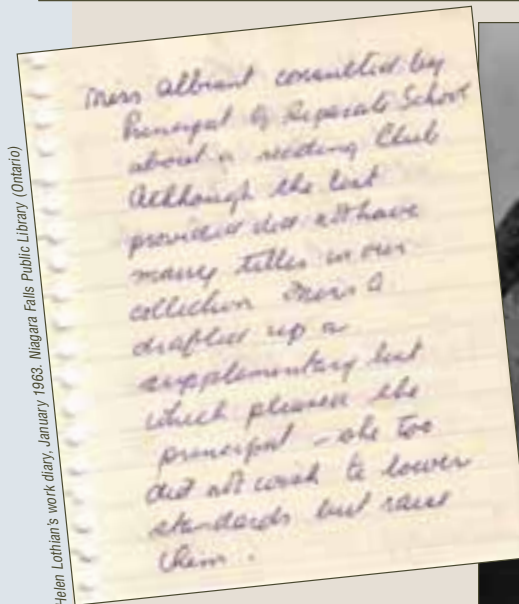 Miss Albrant consulted by
Principal of Separate School
about a reading Club
Although the list
provided did not have
many titles in our
collection Miss A
drafted up a
supplementary list
which pleased the
principal - she too
did not wish to lower
standards but raise
them.
Helen Lothian's work diary, January 1963. Niagara Falls Public Library (Ontario)